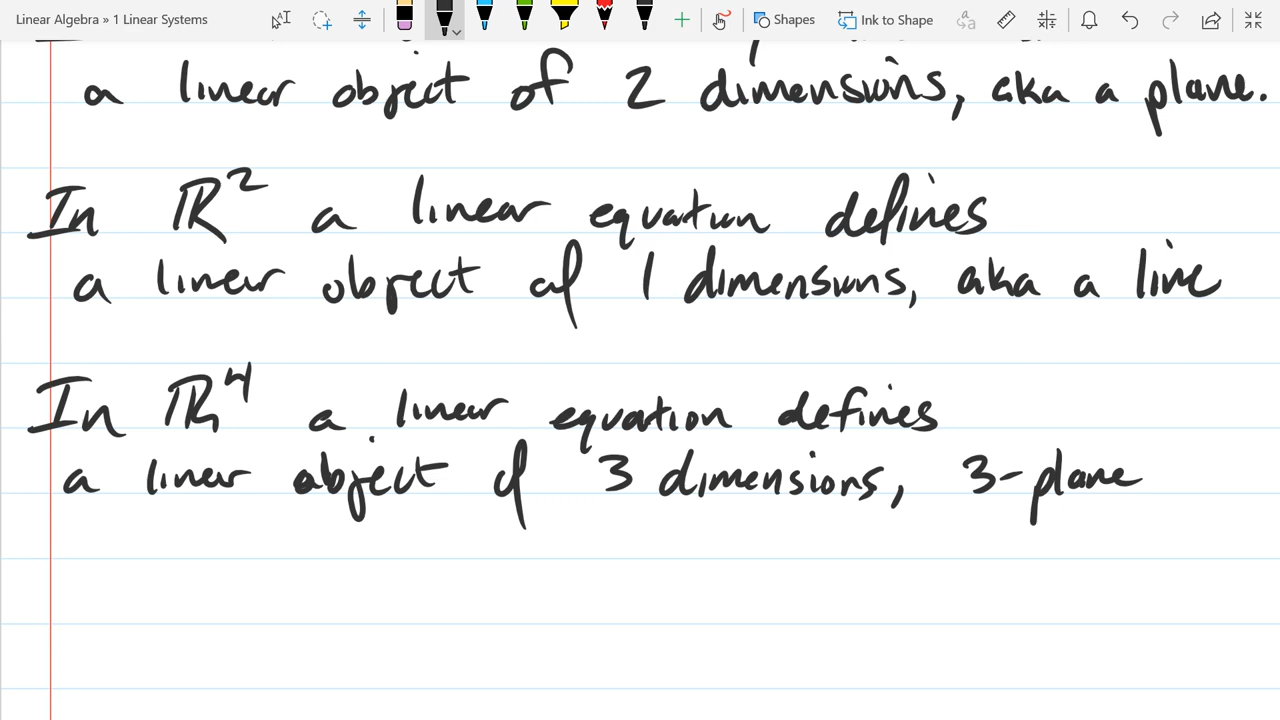 Linear Algebra » 1 Linear Systems
Shapes
Ink to Shape
a linear object of 2 dimensions, aka a plane.
In ℝ² a linear equation defines
a linear object of 1 dimensions, aka a line
In ℝ⁴ a linear equation defines
a linear object of 3 dimensions, 3-plane